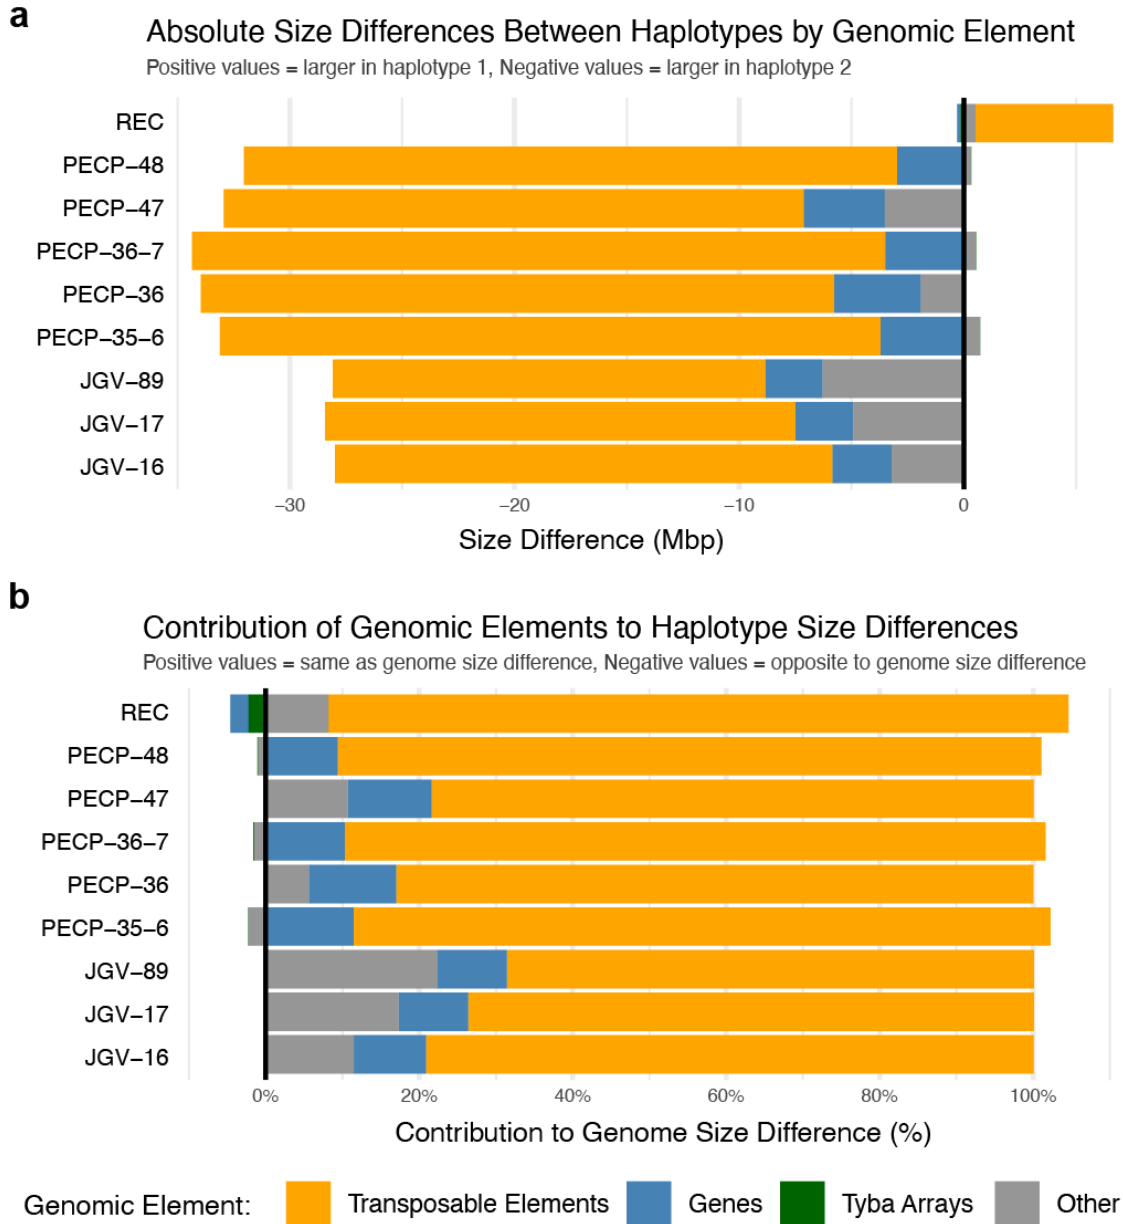 a
Absolute Size Differences Between Haplotypes by Genomic Element
Positive values = larger in haplotype 1, Negative values = larger in haplotype 2
REC
PECP−48
PECP−47
PECP−36−7
PECP−36
PECP−35−6
JGV−89
JGV−17
JGV−16
−30 −20 −10 0
Size Difference (Mbp)
b
Contribution of Genomic Elements to Haplotype Size Differences
Positive values = same as genome size difference, Negative values = opposite to genome size difference
REC
PECP−48
PECP−47
PECP−36−7
PECP−36
PECP−35−6
JGV−89
JGV−17
JGV−16
0% 20% 40% 60% 80% 100%
Contribution to Genome Size Difference (%)
Genomic Element: Transposable Elements Genes Tyba Arrays Other